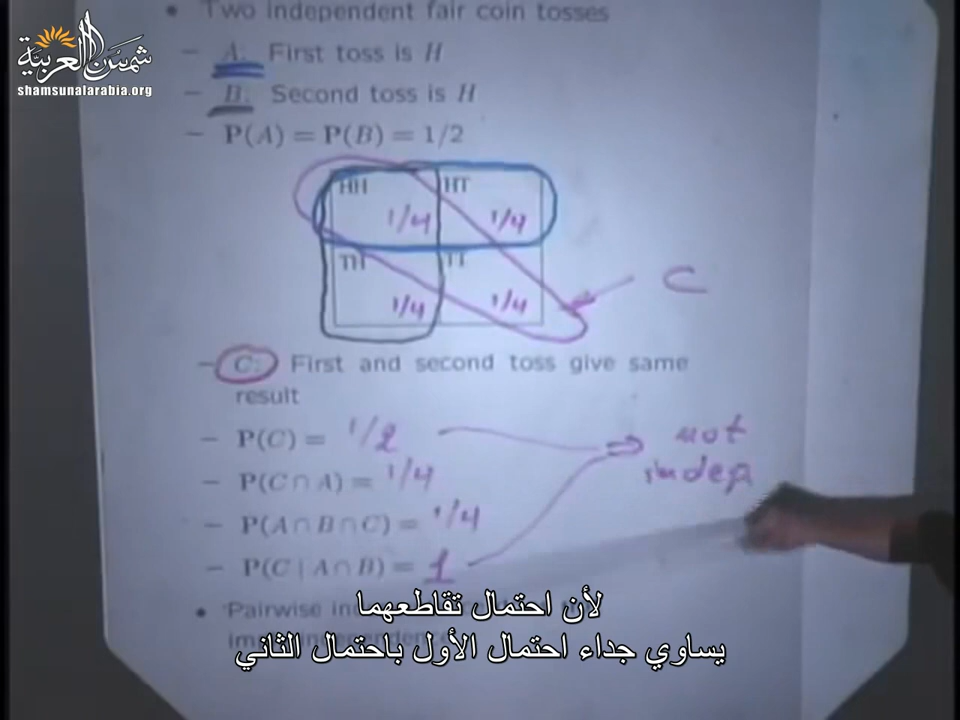 شمس العربية
shamsunalarabia.org
• Two independent fair coin tosses
– A: First toss is H
– B: Second toss is H
– P(A) = P(B) = 1/2
HH HT
1/4 1/4
TH TT
1/4 1/4
C
– C: First and second toss give same
result
– P(C) = 1/2
not
indep
– P(C ∩ A) = 1/4
– P(A ∩ B ∩ C) = 1/4
– P(C | A ∩ B) = 1
• Pairwise
لأن احتمال تقاطعهما
يساوي جداء احتمال الأول باحتمال الثاني